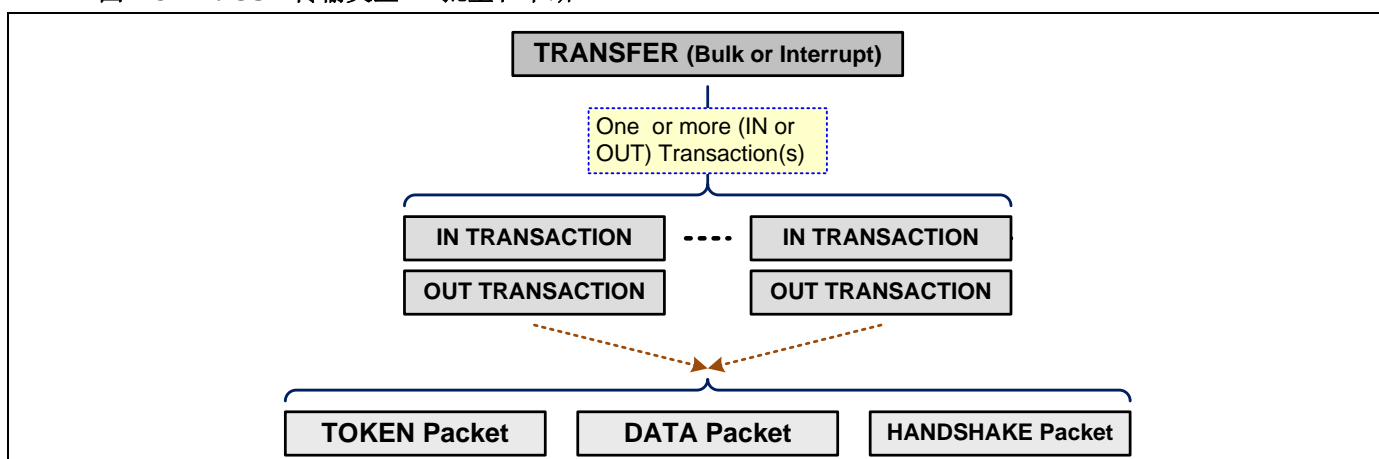 TRANSFER (Bulk or Interrupt)
One or more (IN or
OUT) Transaction(s)
IN TRANSACTION
IN TRANSACTION
OUT TRANSACTION
OUT TRANSACTION
TOKEN Packet
DATA Packet
HANDSHAKE Packet